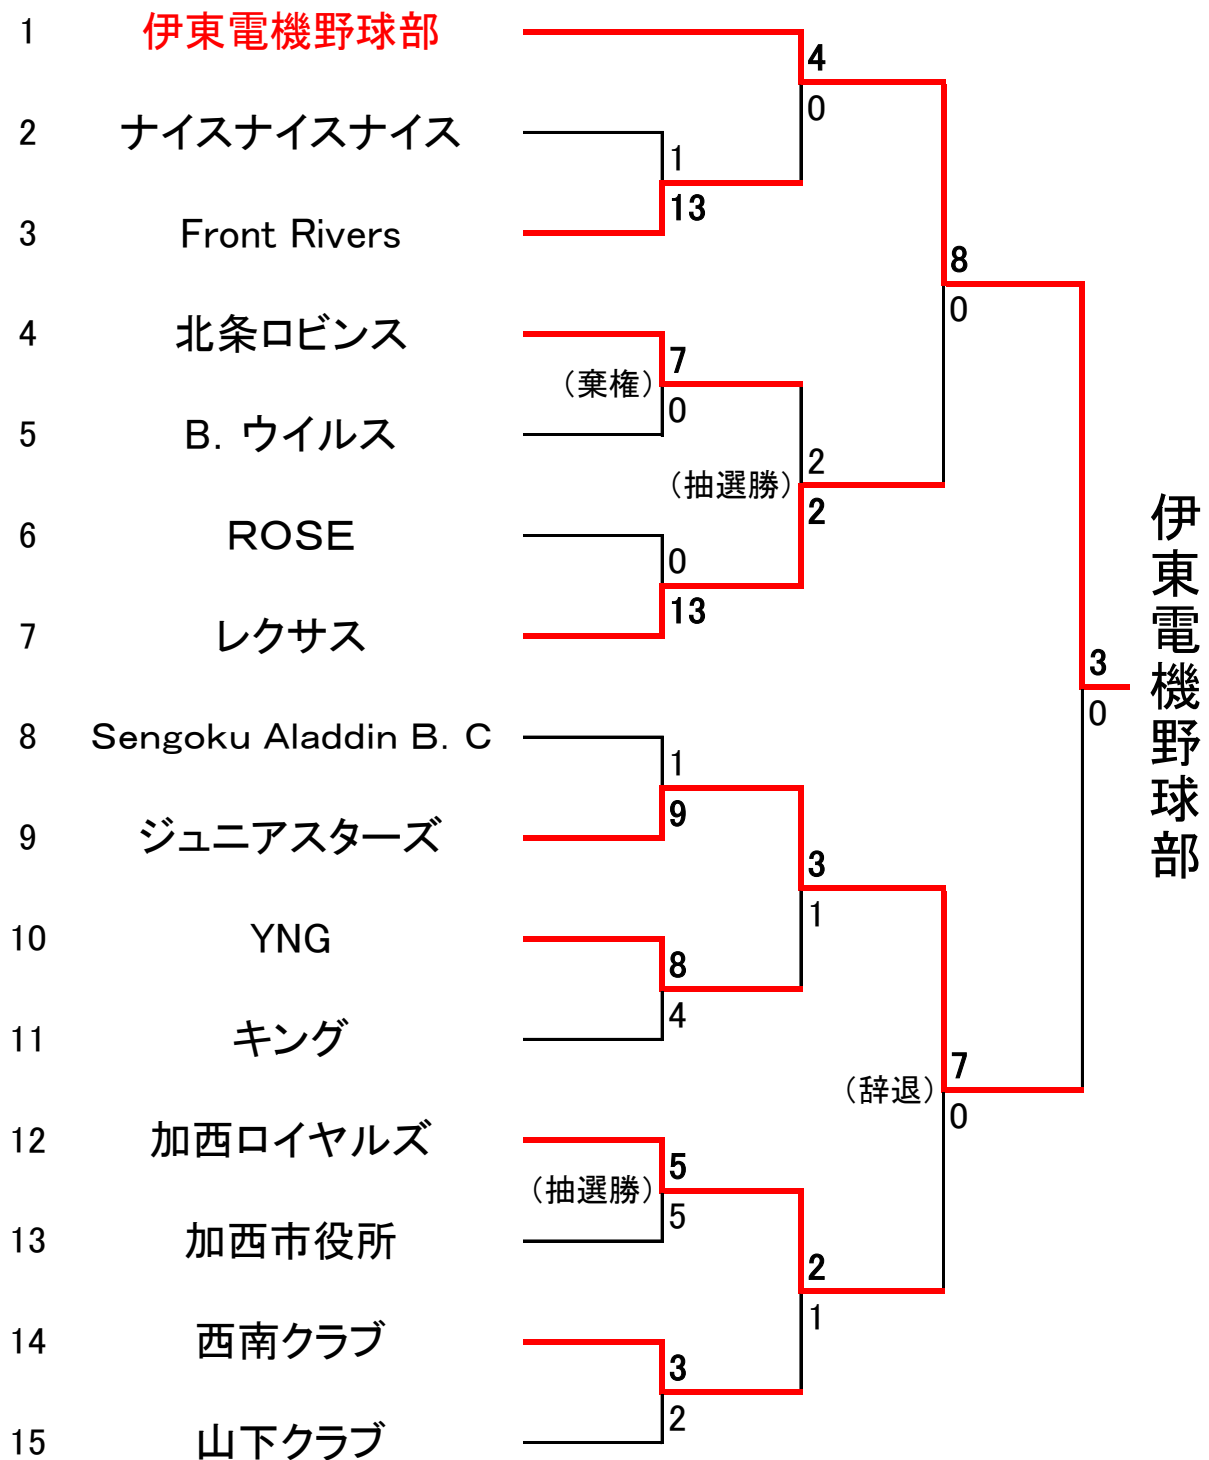 1 伊東電機野球部
4
0
2 ナイスナイスナイス
1
13
3 Front Rivers
8
0
4 北条ロビンス
7
(棄権)
0
5 B. ウイルス
2
(抽選勝)
2
6 ROSE
0
13
7 レクサス
伊東電機野球部
3
0
8 Sengoku Aladdin B. C
1
9
9 ジュニアスターズ
3
1
10 YNG
8
4
11 キング
7
(辞退)
0
12 加西ロイヤルズ
5
(抽選勝)
5
13 加西市役所
2
1
14 西南クラブ
3
2
15 山下クラブ